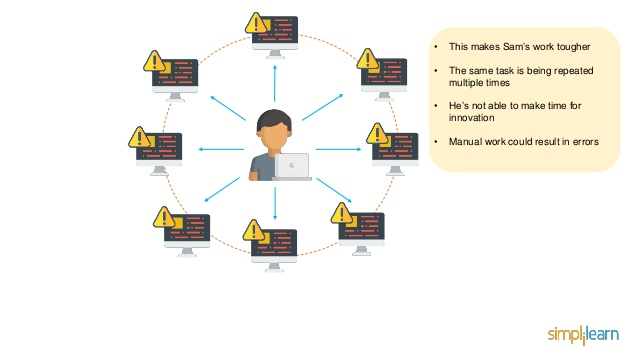 • This makes Sam's work tougher
• The same task is being repeated
multiple times
• He's not able to make time for
innovation
• Manual work could result in errors
simplilearn